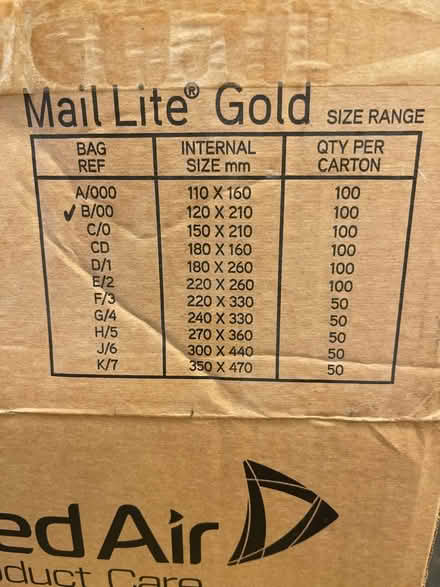 Mail Lite® Gold SIZE RANGE
BAG REF INTERNAL SIZE mm QTY PER CARTON
A/000 110 X 160 100
✓ B/00 120 X 210 100
C/0 150 X 210 100
CD 180 X 160 100
D/1 180 X 260 100
E/2 220 X 260 100
F/3 220 X 330 50
G/4 240 X 330 50
H/5 270 X 360 50
J/6 300 X 440 50
K/7 350 X 470 50
ed Air
oduct Care